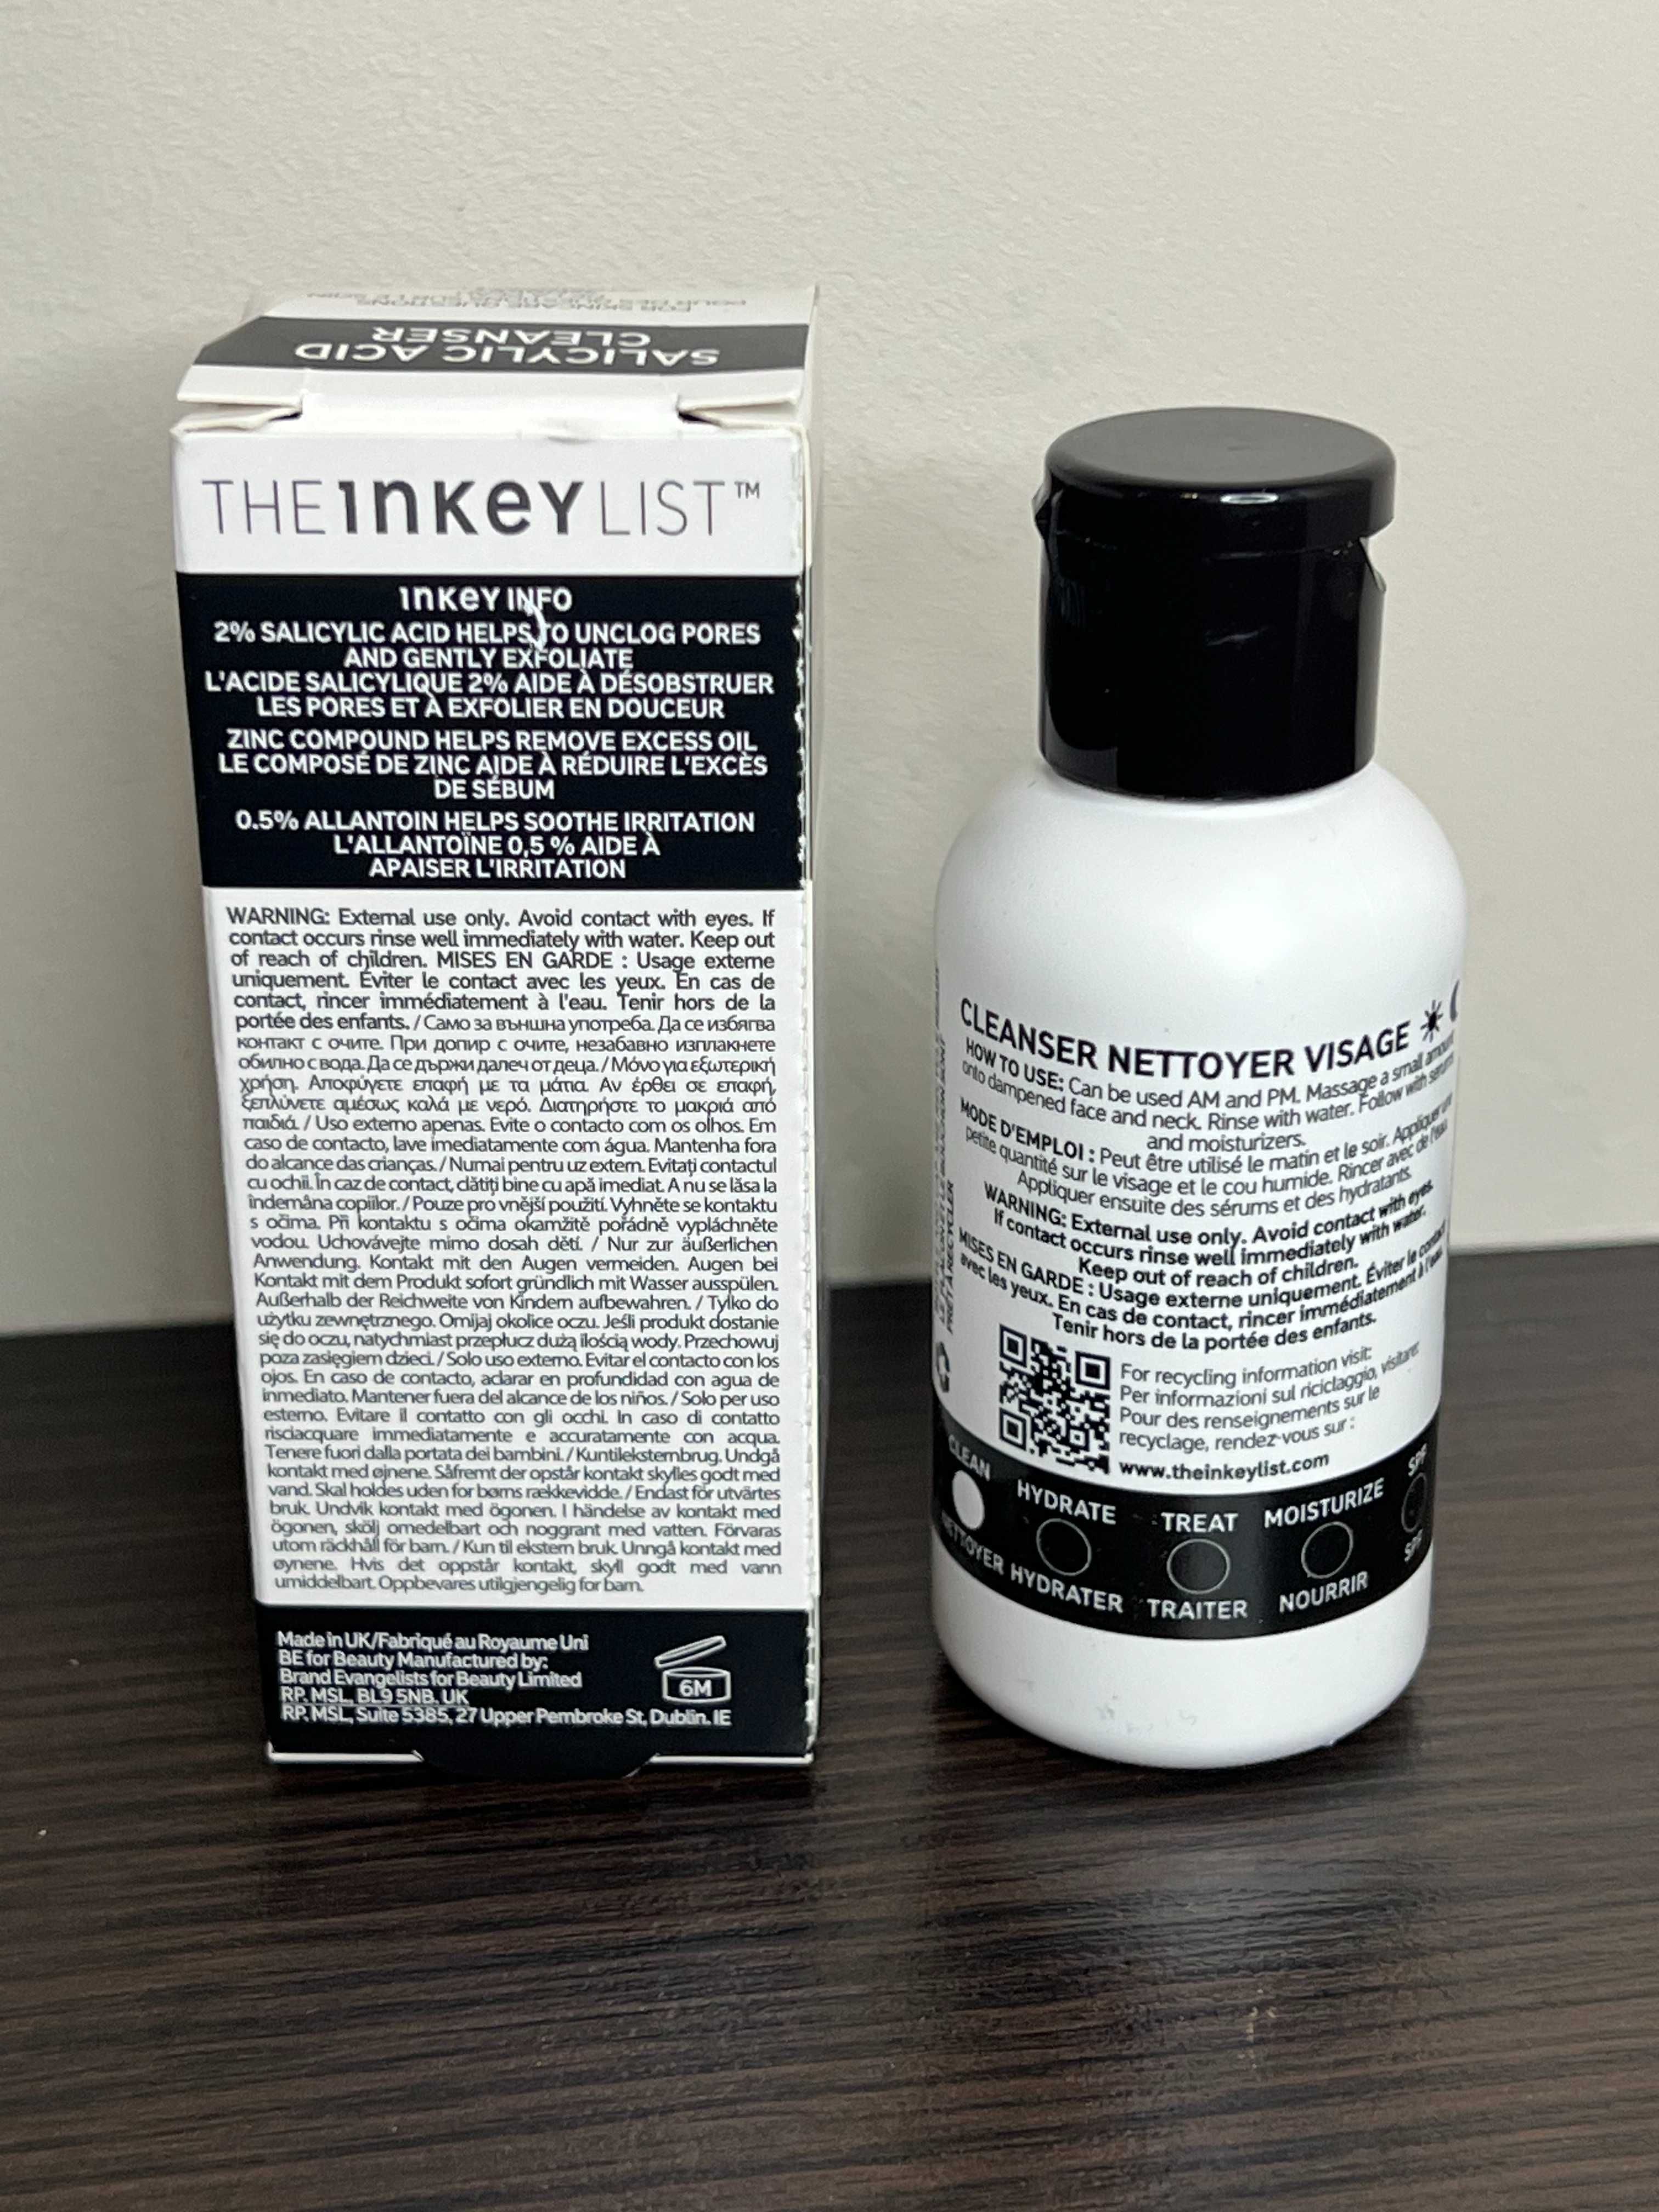 SALICYLIC ACID
CLEANSER
THE INKEY LIST™
INKEY INFO
2% SALICYLIC ACID HELPS TO UNCLOG PORES
AND GENTLY EXFOLIATE
L'ACIDE SALICYLIQUE 2% AIDE À DÉSOBSTRUER
LES PORES ET À EXFOLIER EN DOUCEUR
ZINC COMPOUND HELPS REMOVE EXCESS OIL
LE COMPOSÉ DE ZINC AIDE À RÉDUIRE L'EXCÈS
DE SÉBUM
0.5% ALLANTOIN HELPS SOOTHE IRRITATION
L'ALLANTOÏNE 0,5 % AIDE À
APAISER L'IRRITATION
WARNING: External use only. Avoid contact with eyes. If
contact occurs rinse well immediately with water. Keep out
of reach of children. MISES EN GARDE : Usage externe
uniquement. Éviter le contact avec les yeux. En cas de
contact, rincer immédiatement à l'eau. Tenir hors de la
portée des enfants. / Само за външна употреба. Да се избягва
контакт с очите. При допир с очите, незабавно изплакнете
обилно с вода. Да се държи далеч от деца. / Μόνο για εξωτερική
χρήση. Αποφύγετε επαφή με τα μάτια. Αν έρθει σε επαφή,
ξεπλύνετε αμέσως καλά με νερό. Διατηρήστε το μακριά από
παιδιά. / Uso externo apenas. Evite o contacto com os olhos. Em
caso de contacto, lave imediatamente com água. Mantenha fora
do alcance das crianças. / Numai pentru uz extern. Evitați contactul
cu ochii. În caz de contact, clătiți bine cu apă imediat. A nu se lăsa la
îndemâna copiilor. / Pouze pro vnější použití. Vyhněte se kontaktu
s očima. Při kontaktu s očima okamžitě pořádně vypláchněte
vodou. Uchovávejte mimo dosah dětí. / Nur zur äußerlichen
Anwendung. Kontakt mit den Augen vermeiden. Augen bei
Kontakt mit dem Produkt sofort gründlich mit Wasser ausspülen.
Außerhalb der Reichweite von Kindern aufbewahren. / Tylko do
użytku zewnętrznego. Omijaj okolice oczu. Jeśli produkt dostanie
się do oczu, natychmiast przepłucz dużą ilością wody. Przechowuj
poza zasięgiem dzieci. / Solo uso externo. Evitar el contacto con los
ojos. En caso de contacto, aclarar en profundidad con agua de
inmediato. Mantener fuera del alcance de los niños. / Solo per uso
esterno. Evitare il contatto con gli occhi. In caso di contatto
risciacquare immediatamente e accuratamente con acqua.
Tenere fuori dalla portata dei bambini. / Kun til ekstern brug. Undgå
kontakt med øjnene. Såfremt der opstår kontakt skylles godt med
vand. Skal holdes uden for børns rækkevidde. / Endast för utvärtes
bruk. Undvik kontakt med ögonen. I händelse av kontakt med
ögonen, skölj omedelbart och noggrant med vatten. Förvaras
utom räckhåll för barn. / Kun til ekstern bruk. Unngå kontakt med
øynene. Hvis det oppstår kontakt, skyll godt med vann
umiddelbart. Oppbevares utilgjengelig for barn.
Made in UK/Fabriqué au Royaume Uni
BE for Beauty Manufactured by:
Brand Evangelists for Beauty Limited
RP. MSL, BL9 5NB. UK
RP. MSL, Suite 5385, 27 Upper Pembroke St, Dublin. IE
6M
CLEANSER NETTOYER VISAGE
HOW TO USE: Can be used AM and PM. Massage a small amount
onto dampened face and neck. Rinse with water. Follow with serums
and moisturizers.
MODE D'EMPLOI : Peut être utilisé le matin et le soir. Appliquer une
petite quantité sur le visage et le cou humide. Rincer avec de l'eau.
Appliquer ensuite des sérums et des hydratants.
WARNING: External use only. Avoid contact with eyes.
If contact occurs rinse well immediately with water.
Keep out of reach of children.
MISES EN GARDE : Usage externe uniquement. Éviter le contact
avec les yeux. En cas de contact, rincer immédiatement à l'eau.
Tenir hors de la portée des enfants.
For recycling information visit:
Per informazioni sul riciclaggio, visitare:
Pour des renseignements sur le
recyclage, rendez-vous sur :
www.theinkeylist.com
CLEAN HYDRATE TREAT MOISTURIZE SPF
NETTOYER HYDRATER TRAITER NOURRIR SPF
PRÊT À RECYCLER